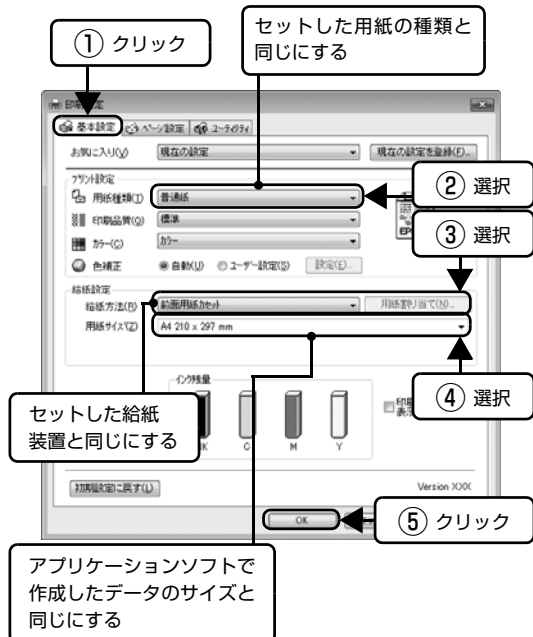 ① クリック
セットした用紙の種類と
同じにする
基本設定 ページ設定 ユーティリティ
お気に入り(V) 現在の設定 現在の設定を登録(F)...
プリント設定
用紙種類(T) 普通紙
② 選択
印刷品質(Q) 標準
カラー(C) カラー
③ 選択
色補正 自動(U) ユーザー設定(S) 設定(E)...
給紙設定
給紙方法(R) 前面用紙カセット 用紙割り当て(N)...
用紙サイズ(Z) A4 210 x 297 mm
④ 選択
インク残量
セットした給紙
装置と同じにする
C M Y
初期設定に戻す(L) Version XXX
OK
⑤ クリック
アプリケーションソフトで
作成したデータのサイズと
同じにする